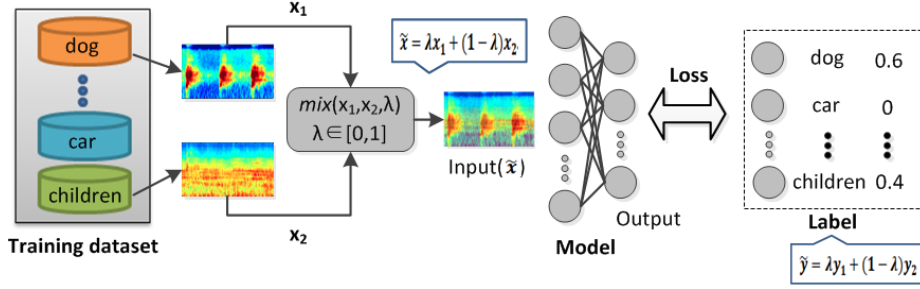 dog
car
children
Training dataset
x₁
x₂
mix(x₁,x₂,λ)
λ∈[0,1]
x̃ = λx₁+(1−λ)x₂
Input(x̃)
Model
Output
Loss
dog 0.6
car 0
children 0.4
Label
ỹ = λy₁+(1−λ)y₂